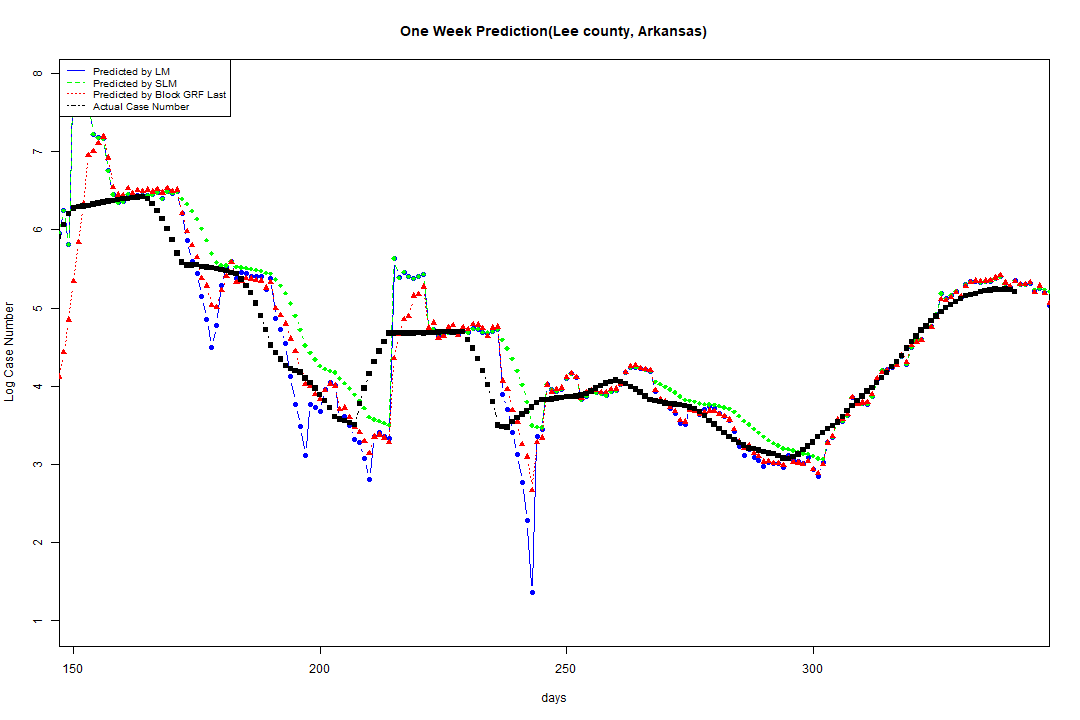 One Week Prediction(Lee county, Arkansas)
Predicted by LM
Predicted by SLM
Predicted by Block GRF Last
Actual Case Number
Log Case Number
8
7
6
5
4
3
2
1
150 200 250 300
days